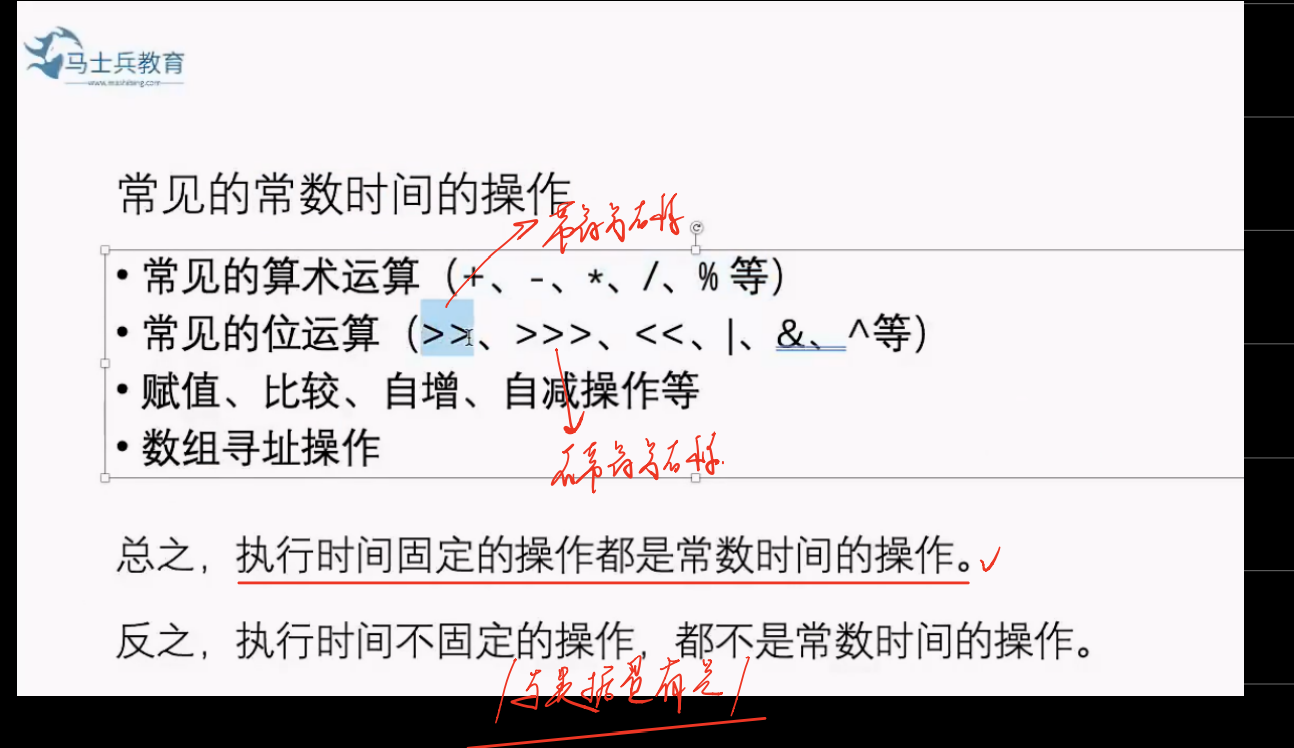 马士兵教育
www.mashibing.com
常见的常数时间的操作
带符号右移
• 常见的算术运算（+、-、*、/、% 等）
• 常见的位运算（>>、>>>、<<、|、&、^等）
• 赋值、比较、自增、自减操作等
• 数组寻址操作
不带符号右移
总之，执行时间固定的操作都是常数时间的操作。
反之，执行时间不固定的操作，都不是常数时间的操作。
与数据量有关